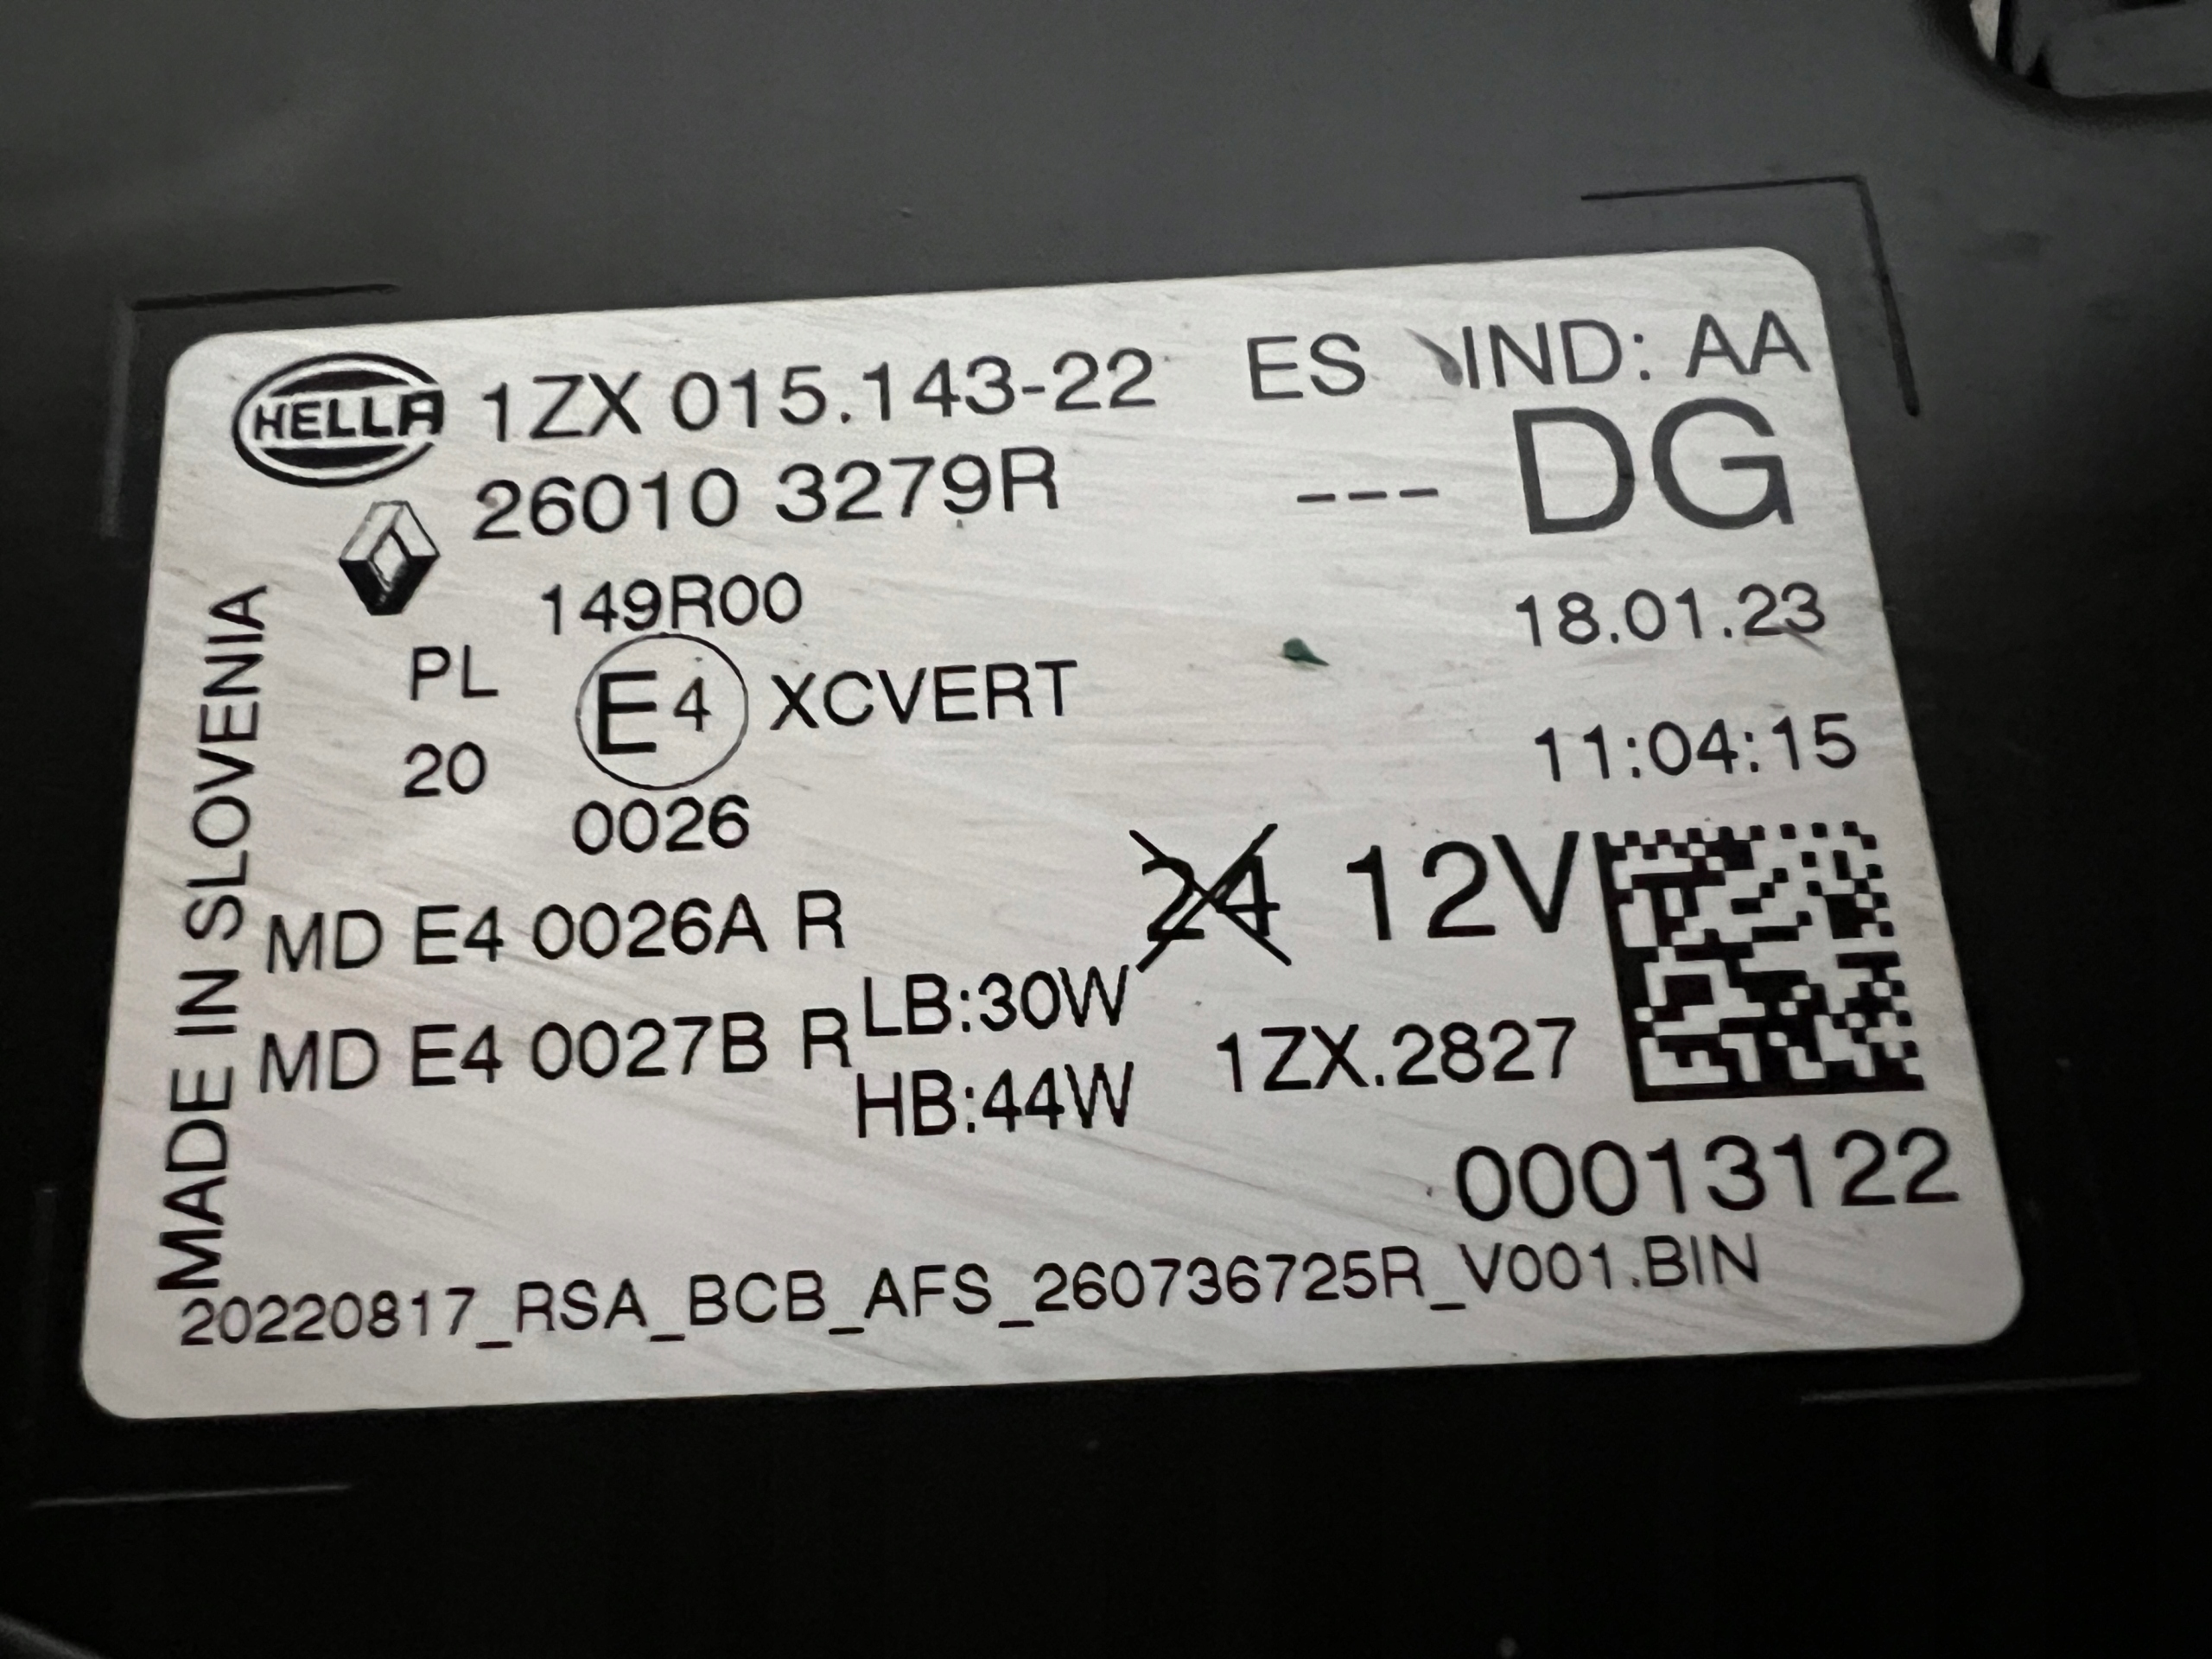 HELLA 1ZX 015.143-22 ES IND: AA
26010 3279R --- DG
149R00 18.01.23
PL E4 XCVERT
20 11:04:15
0026
24 12V
MD E4 0026A R
LB:30W
MD E4 0027B R 1ZX.2827
HB:44W
00013122
20220817_RSA_BCB_AFS_260736725R_V001.BIN
MADE IN SLOVENIA